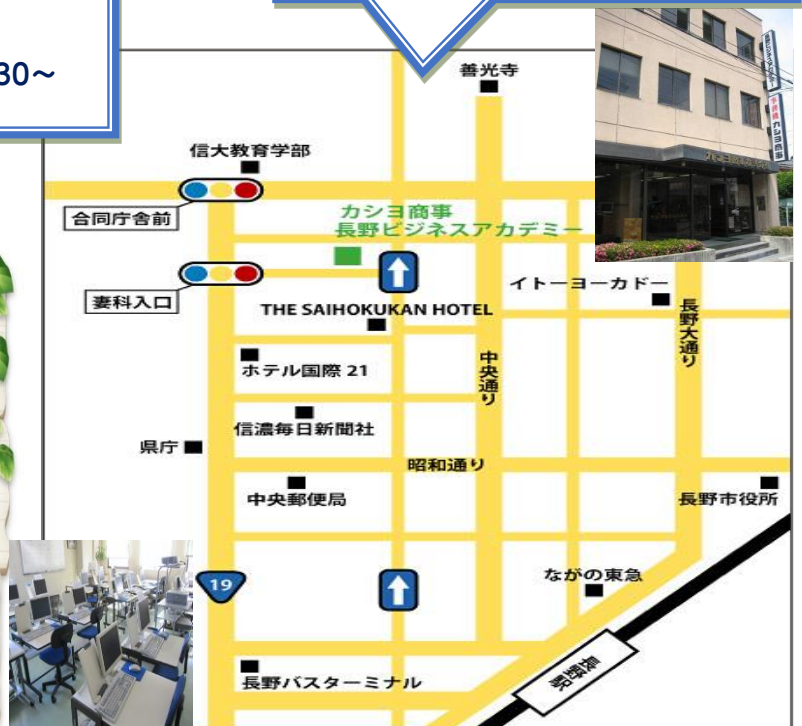 30～
善光寺
信大教育学部
合同庁舎前
カシヨ商事
長野ビジネスアカデミー
妻科入口
イトーヨーカドー
THE SAIHOKUKAN HOTEL
長野大通り
ホテル国際 21
中央通り
信濃毎日新聞社
県庁
昭和通り
中央郵便局
長野市役所
19
ながの東急
長野駅
長野バスターミナル